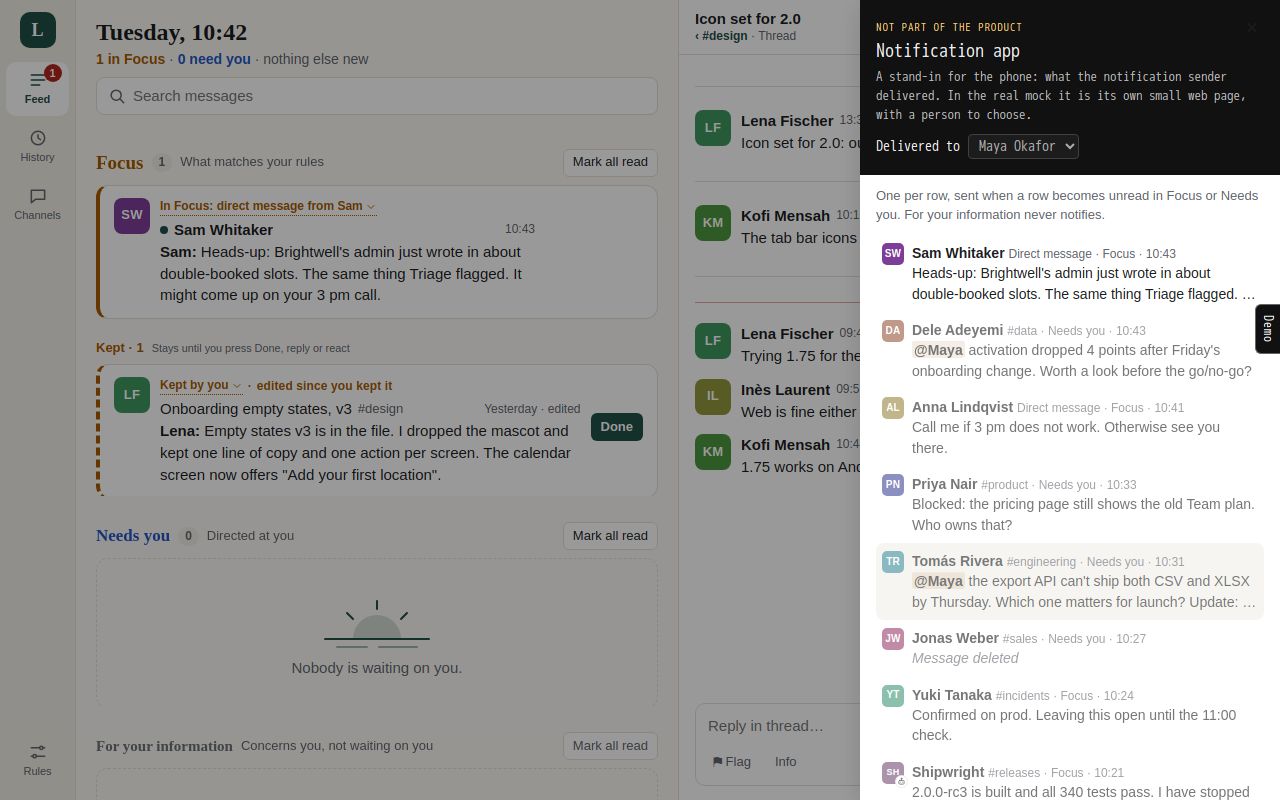 L
Feed
1
History
Channels
Rules
Tuesday, 10:42
1 in Focus · 0 need you · nothing else new
Search messages
Focus 1 What matches your rules Mark all read
SW
In Focus: direct message from Sam
Sam Whitaker 10:43
Sam: Heads-up: Brightwell's admin just wrote in about
double-booked slots. The same thing Triage flagged. It
might come up on your 3 pm call.
Kept · 1 Stays until you press Done, reply or react
LF
Kept by you · edited since you kept it
Onboarding empty states, v3 #design Yesterday · edited
Lena: Empty states v3 is in the file. I dropped the mascot and
kept one line of copy and one action per screen. The calendar
screen now offers "Add your first location".
Done
Needs you 0 Directed at you Mark all read
Nobody is waiting on you.
For your information Concerns you, not waiting on you Mark all read
Icon set for 2.0
‹ #design · Thread
LF
Lena Fischer
Icon set for 2.0:
KM
Kofi Mensah
The tab bar icons
LF
Lena Fischer
Trying 1.75 for the
IL
Inès Laurent
Web is fine either
KM
Kofi Mensah
1.75 works on
Reply in thread…
Flag Info
NOT PART OF THE PRODUCT
Notification app
A stand-in for the phone: what the notification sender
delivered. In the real mock it is its own small web page,
with a person to choose.
Delivered to Maya Okafor
One per row, sent when a row becomes unread in Focus or Needs
you. For your information never notifies.
SW
Sam Whitaker Direct message · Focus · 10:43
Heads-up: Brightwell's admin just wrote in about
double-booked slots. The same thing Triage flagged. …
Demo
DA
Dele Adeyemi #data · Needs you · 10:43
@Maya activation dropped 4 points after Friday's
onboarding change. Worth a look before the go/no-go?
AL
Anna Lindqvist Direct message · Focus · 10:41
Call me if 3 pm does not work. Otherwise see you
there.
PN
Priya Nair #product · Needs you · 10:33
Blocked: the pricing page still shows the old Team plan.
Who owns that?
TR
Tomás Rivera #engineering · Needs you · 10:31
@Maya the export API can't ship both CSV and XLSX
by Thursday. Which one matters for launch? Update: …
JW
Jonas Weber #sales · Needs you · 10:27
Message deleted
YT
Yuki Tanaka #incidents · Focus · 10:24
Confirmed on prod. Leaving this open until the 11:00
check.
SH
Shipwright #releases · Focus · 10:21
2.0.0-rc3 is built and all 340 tests pass. I have stopped